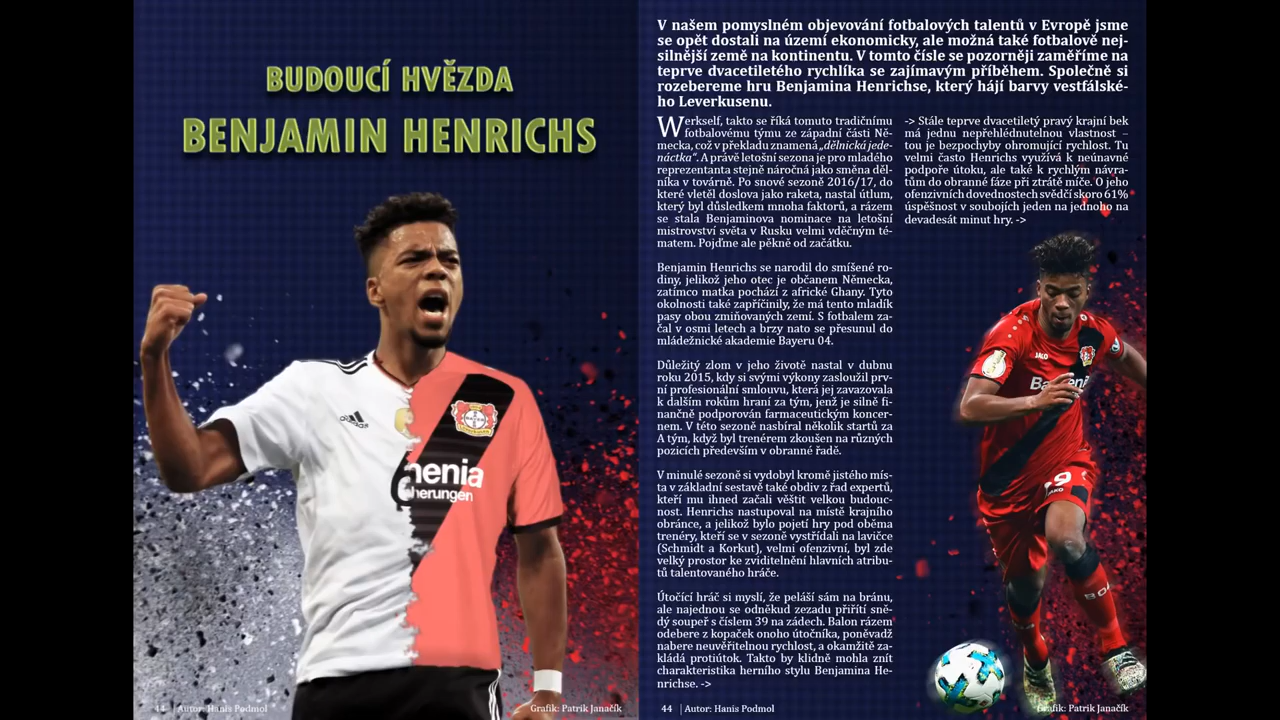 BUDOUCÍ HVĚZDA
BENJAMIN HENRICHS
adidas
menia
herungen
44 | Autor: Hanis Podmol
Grafik: Patrik Janačík
V našem pomyslném objevování fotbalových talentů v Evropě jsme
se opět dostali na území ekonomicky, ale možná také fotbalově nej-
silnější země na kontinentu. V tomto čísle se pozorněji zaměříme na
teprve dvacetiletého rychlíka se zajímavým příběhem. Společně si
rozebereme hru Benjamina Henrichse, který hájí barvy vestfálské-
ho Leverkusenu.
Werkself, takto se říká tomuto tradičnímu
fotbalovému týmu ze západní části Ně-
mecka, což v překladu znamená „dělnická jede-
náctka“. A právě letošní sezona je pro mladého
reprezentanta stejně náročná jako směna děl-
níka v továrně. Po snové sezoně 2016/17, do
které vletěl doslova jako raketa, nastal útlum,
který byl důsledkem mnoha faktorů, a rázem
se stala Benjaminova nominace na letošní
mistrovství světa v Rusku velmi vděčným té-
matem. Pojďme ale pěkně od začátku.
Benjamin Henrichs se narodil do smíšené ro-
diny, jelikož jeho otec je občanem Německa,
zatímco matka pochází z africké Ghany. Tyto
okolnosti také zapříčinily, že má tento mladík
pasy obou zmiňovaných zemí. S fotbalem za-
čal v osmi letech a brzy nato se přesunul do
mládežnické akademie Bayeru 04.
Důležitý zlom v jeho životě nastal v dubnu
roku 2015, kdy si svými výkony zasloužil prv-
ní profesionální smlouvu, která jej zavazovala
k dalším rokům hraní za tým, jenž je silně fi-
nančně podporován farmaceutickým koncer-
nem. V této sezoně nasbíral několik startů za
A tým, když byl trenérem zkoušen na různých
pozicích především v obranné řadě.
V minulé sezoně si vydobyl kromě jistého mís-
ta v základní sestavě také obdiv z řad expertů,
kteří mu ihned začali věštit velkou budouc-
nost. Henrichs nastupoval na místě krajního
obránce, a jelikož bylo pojetí hry pod oběma
trenéry, kteří se v sezoně vystřídali na lavičce
(Schmidt a Korkut), velmi ofenzivní, byl zde
velký prostor ke zviditelnění hlavních atribu-
tů talentovaného hráče.
Útočící hráč si myslí, že peláší sám na bránu,
ale najednou se odněkud zezadu přiřítí sně-
dý soupeř s číslem 39 na zádech. Balon rázem
odebere z kopaček onoho útočníka, poněvadž
nabere neuvěřitelnou rychlost, a okamžitě za-
kládá protiútok. Takto by klidně mohla znít
charakteristika herního stylu Benjamina He-
nrichse. ->
-> Stále teprve dvacetiletý pravý krajní bek
má jednu nepřehlédnutelnou vlastnost –
tou je bezpochyby ohromující rychlost. Tu
velmi často Henrichs využívá k neúnavné
podpoře útoku, ale také k rychlým návra-
tům do obranné fáze při ztrátě míče. O jeho
ofenzivních dovednostech svědčí skoro 61%
úspěšnost v soubojích jeden na jednoho na
devadesát minut hry. ->
JAKO
9
JAKO
44 | Autor: Hanis Podmol
Grafik: Patrik Janačík